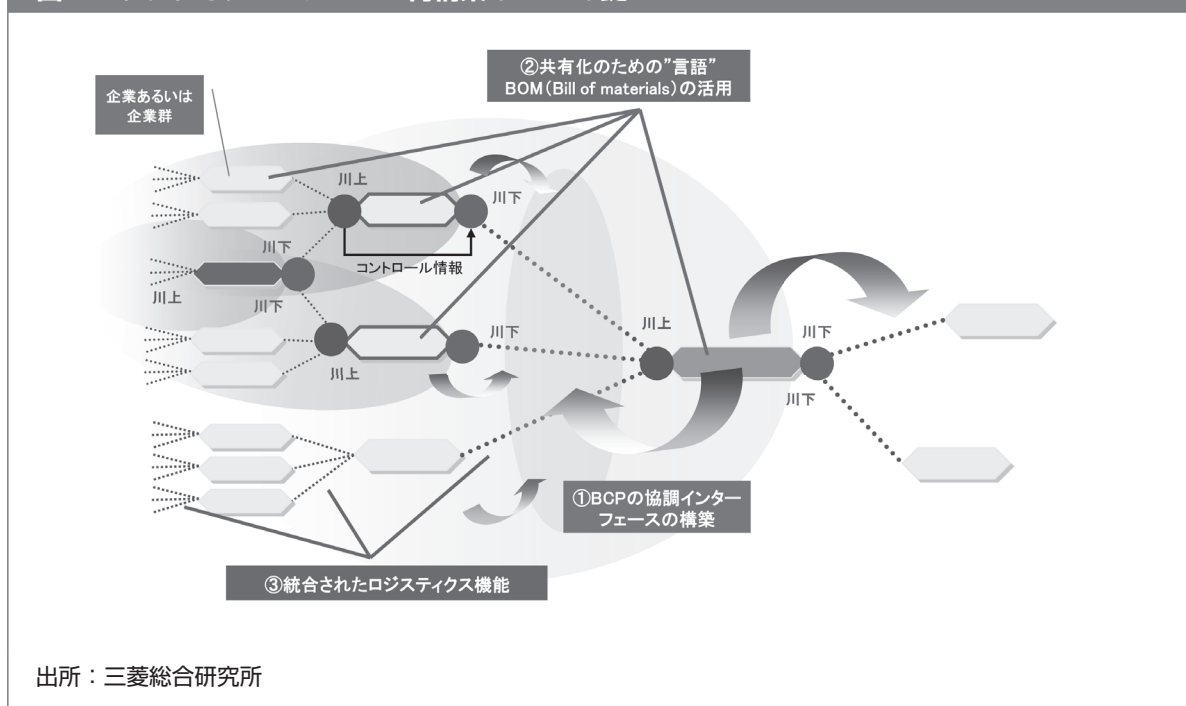 ②共有化のための”言語”
BOM(Bill of materials)の活用
企業あるいは
企業群
川上
川下
川下
コントロール情報
川上
川下
川下
川上
川上
川下
川下
①BCPの協調インター
フェースの構築
③統合されたロジスティクス機能
出所：三菱総合研究所